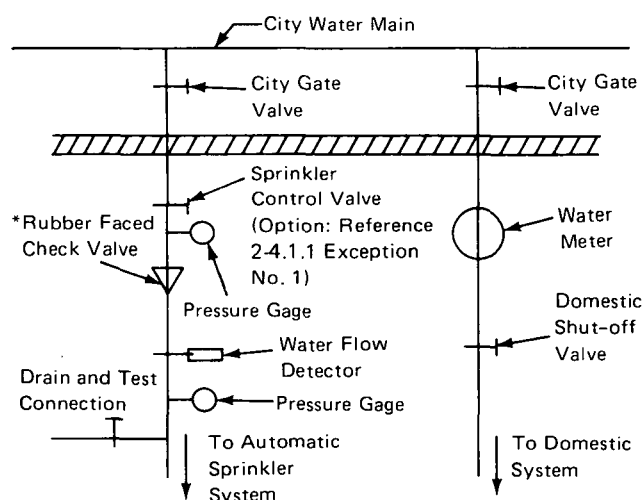 City Water Main
City Gate
Valve
City Gate
Valve
Sprinkler
Control Valve
(Option: Reference
2-4.1.1 Exception
No. 1)
*Rubber Faced
Check Valve
Water
Meter
Pressure Gage
Domestic
Shut-off
Valve
Water Flow
Detector
Drain and Test
Connection
Pressure Gage
To Automatic
Sprinkler
System
To Domestic
System